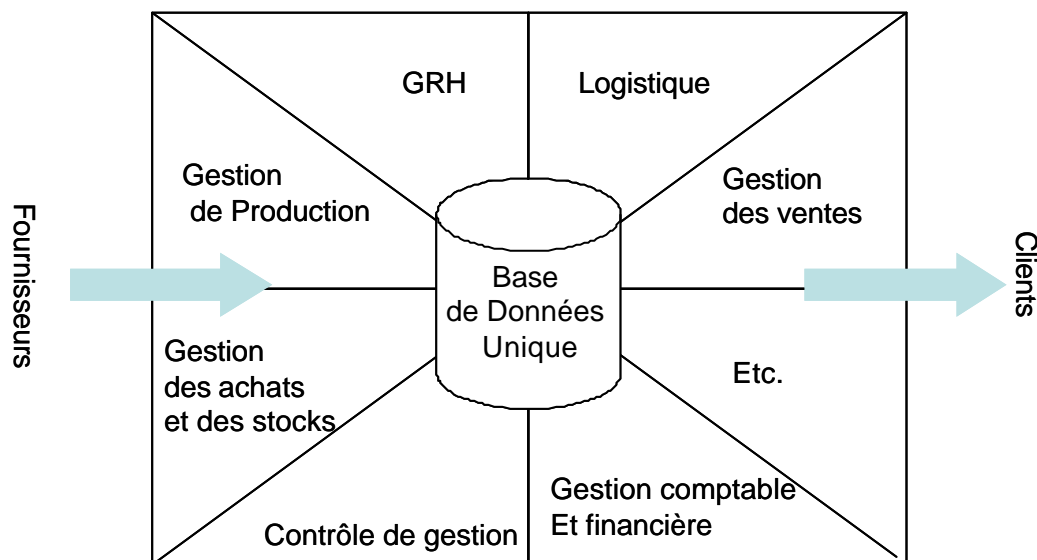 GRH
Logistique
Gestion
de Production
Gestion
des ventes
Fournisseurs
Clients
Base
de Données
Unique
Gestion
des achats
et des stocks
Etc.
Contrôle de gestion
Gestion comptable
Et financière